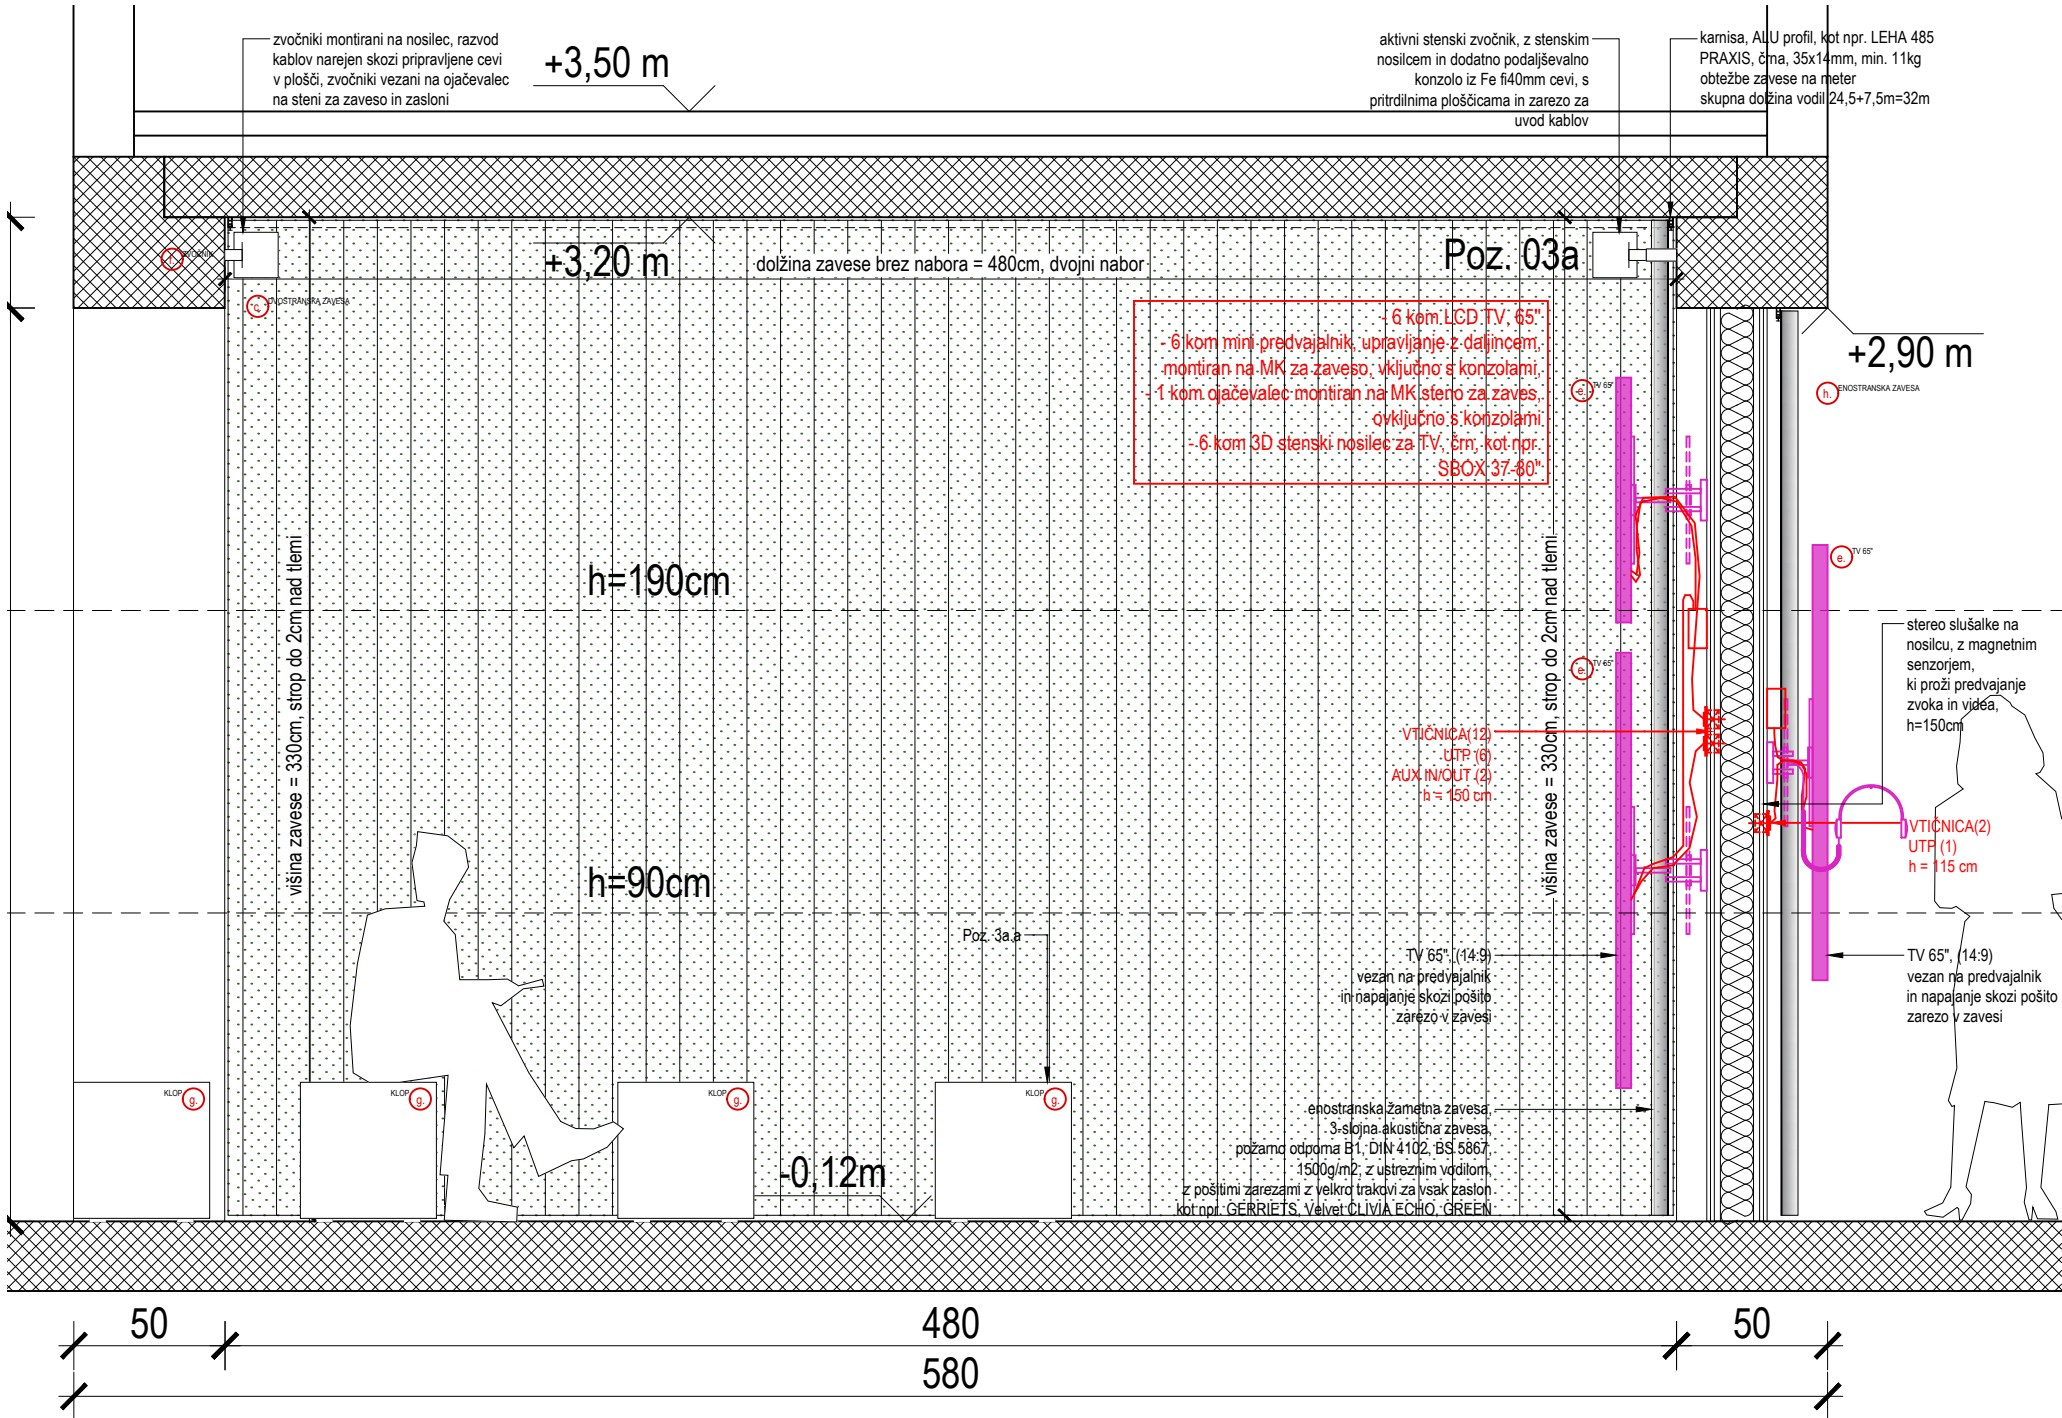 zvočniki montirani na nosilec, razvod
kablov narejen skozi pripravljene cevi
v plošči, zvočniki vezani na ojačevalec
na steni za zaveso in zasloni
+3,50 m
aktivni stenski zvočnik, z stenskim
nosilcem in dodatno podaljševalno
konzolo iz Fe fi40mm cevi, s
pritrdilnima ploščicama in zarezo za
uvod kablov
karnisa, ALU profil, kot npr. LEHA 485
PRAXIS, črna, 35x14mm, min. 11kg
obtežbe zavese na meter
skupna dolžina vodil 24,5+7,5m=32m
f. ZVOČNIK
+3,20 m
dolžina zavese brez nabora = 480cm, dvojni nabor
Poz. 03a
c. DVOSTRANSKA ZAVESA
- 6 kom LCD TV, 65"
- 6 kom mini predvajalnik, upravljanje z daljincem,
montiran na MK za zaveso, vključno s konzolami,
- 1 kom ojačevalec montiran na MK steno za zaves,
ovključno s konzolami
- 6 kom 3D stenski nosilec za TV, črn, kot npr.
SBOX 37-80"
+2,90 m
e. TV 65"
h. ENOSTRANSKA ZAVESA
višina zavese = 330cm, strop do 2cm nad tlemi
h=190cm
višina zavese = 330cm, strop do 2cm nad tlemi
e. TV 65"
e. TV 65"
stereo slušalke na
nosilcu, z magnetnim
senzorjem,
ki proži predvajanje
zvoka in videa,
h=150cm
VTIČNICA(12)
UTP (6)
AUX IN/OUT (2)
h = 150 cm
VTIČNICA(2)
UTP (1)
h = 115 cm
h=90cm
Poz. 3a.a
TV 65", (14:9)
vezan na predvajalnik
in napajanje skozi pošito
zarezo v zavesi
TV 65", (14:9)
vezan na predvajalnik
in napajanje skozi pošito
zarezo v zavesi
KLOP g.
KLOP g.
KLOP g.
KLOP g.
-0,12m
enostranska žametna zavesa,
3-slojna akustična zavesa,
požarno odporna B1, DIN 4102, BS 5867,
1500g/m2, z ustreznim vodilom,
z pošitimi zarezami z velkro trakovi za vsak zaslon
kot npr. GERRIETS, Velvet CLIVIA ECHO, GREEN
50
480
50
580